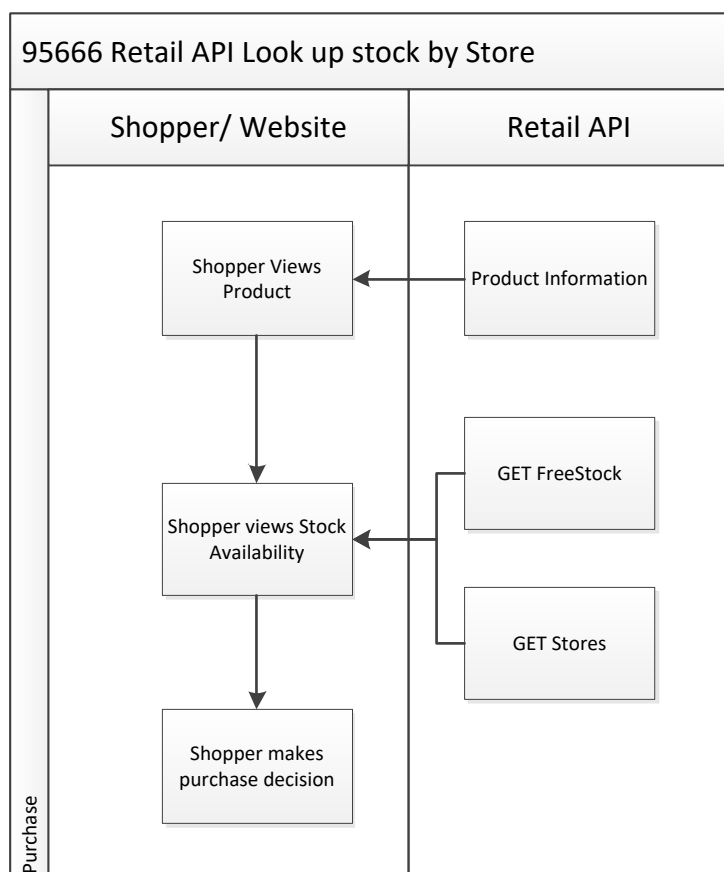 95666 Retail API Look up stock by Store
Shopper/ Website
Retail API
Shopper Views
Product
Product Information
GET FreeStock
Shopper views Stock
Availability
GET Stores
Shopper makes
purchase decision
Purchase